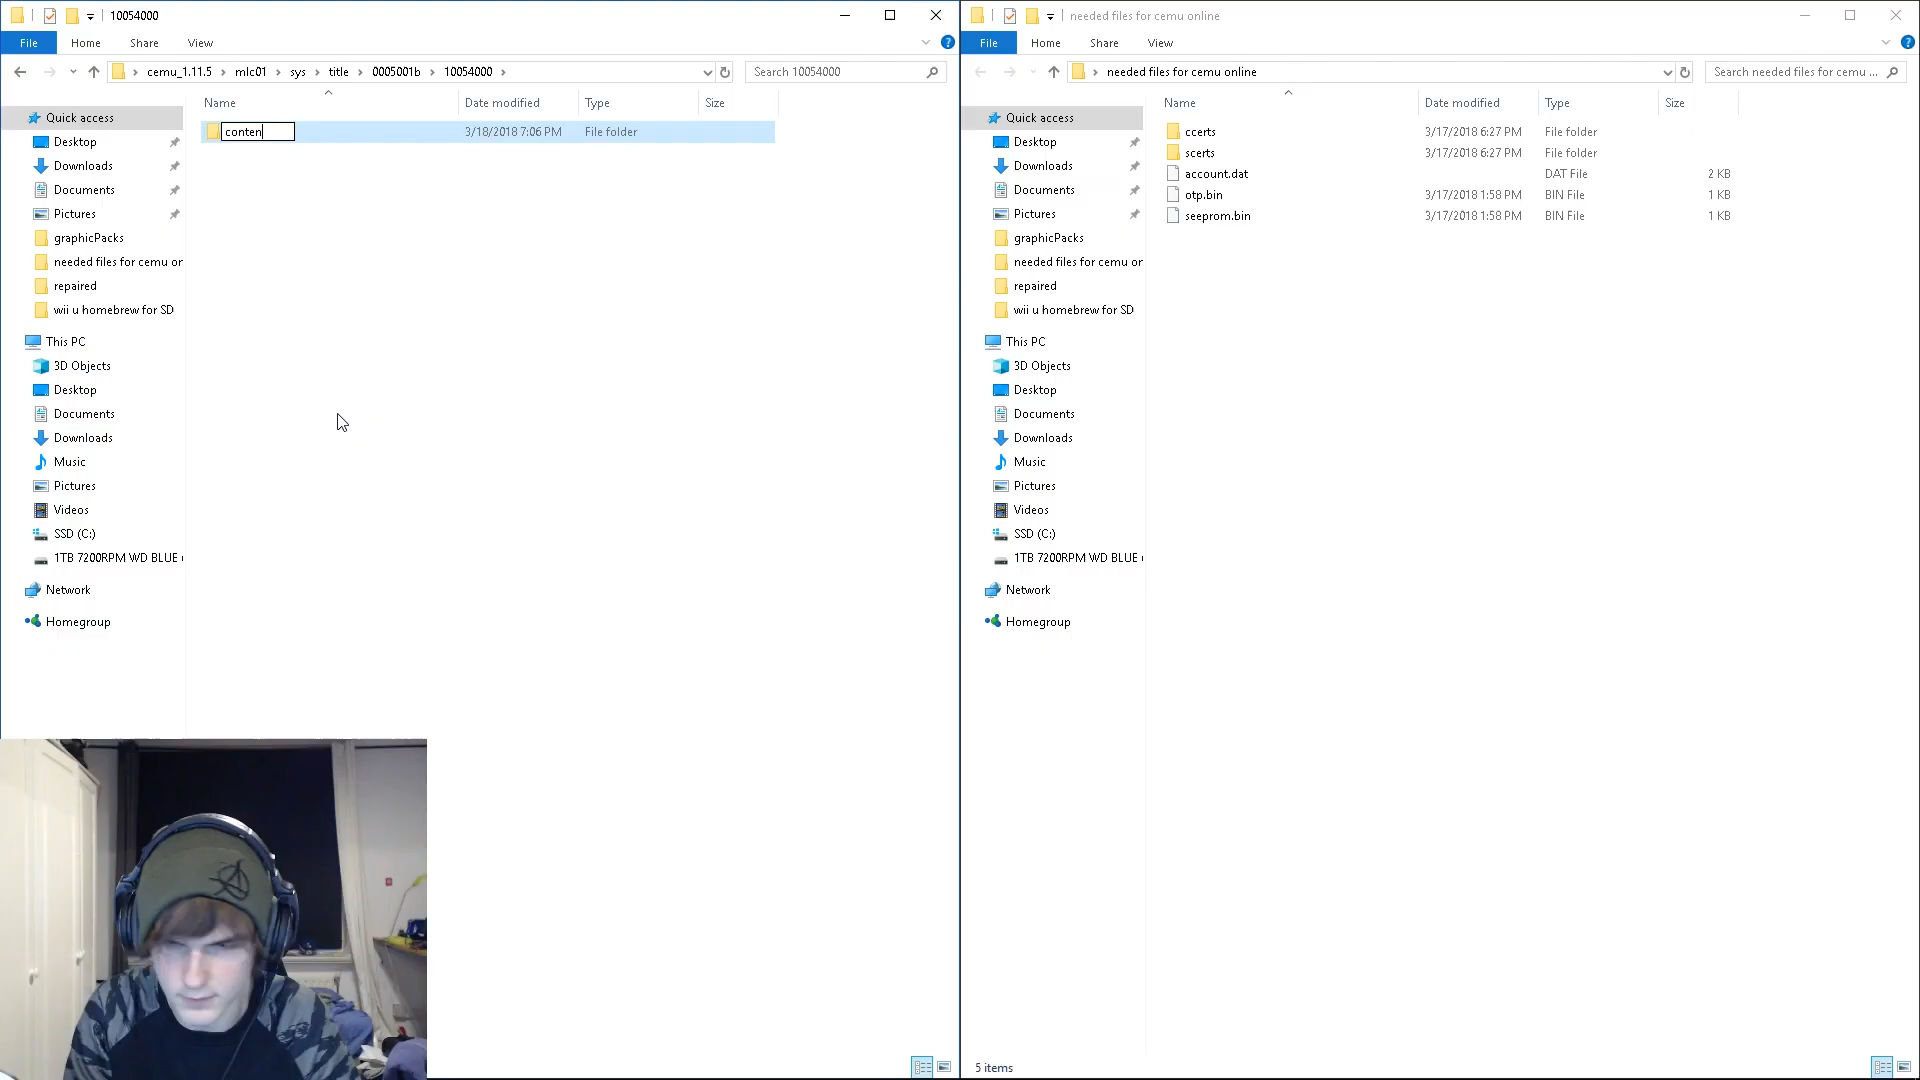 10054000
File Home Share View
cemu_1.11.5 mlc01 sys title 0005001b 10054000
Search 10054000
Name Date modified Type Size
conten 3/18/2018 7:06 PM File folder
Quick access
Desktop
Downloads
Documents
Pictures
graphicPacks
needed files for cemu or
repaired
wii u homebrew for SD
This PC
3D Objects
Desktop
Documents
Downloads
Music
Pictures
Videos
SSD (C:)
1TB 7200RPM WD BLUE
Network
Homegroup
needed files for cemu online
File Home Share View
needed files for cemu online
Search needed files for cemu ...
Name Date modified Type Size
ccerts 3/17/2018 6:27 PM File folder
scerts 3/17/2018 6:27 PM File folder
account.dat DAT File 2 KB
otp.bin 3/17/2018 1:58 PM BIN File 1 KB
seeprom.bin 3/17/2018 1:58 PM BIN File 1 KB
Quick access
Desktop
Downloads
Documents
Pictures
graphicPacks
needed files for cemu or
repaired
wii u homebrew for SD
This PC
3D Objects
Desktop
Documents
Downloads
Music
Pictures
Videos
SSD (C:)
1TB 7200RPM WD BLUE
Network
Homegroup
5 items